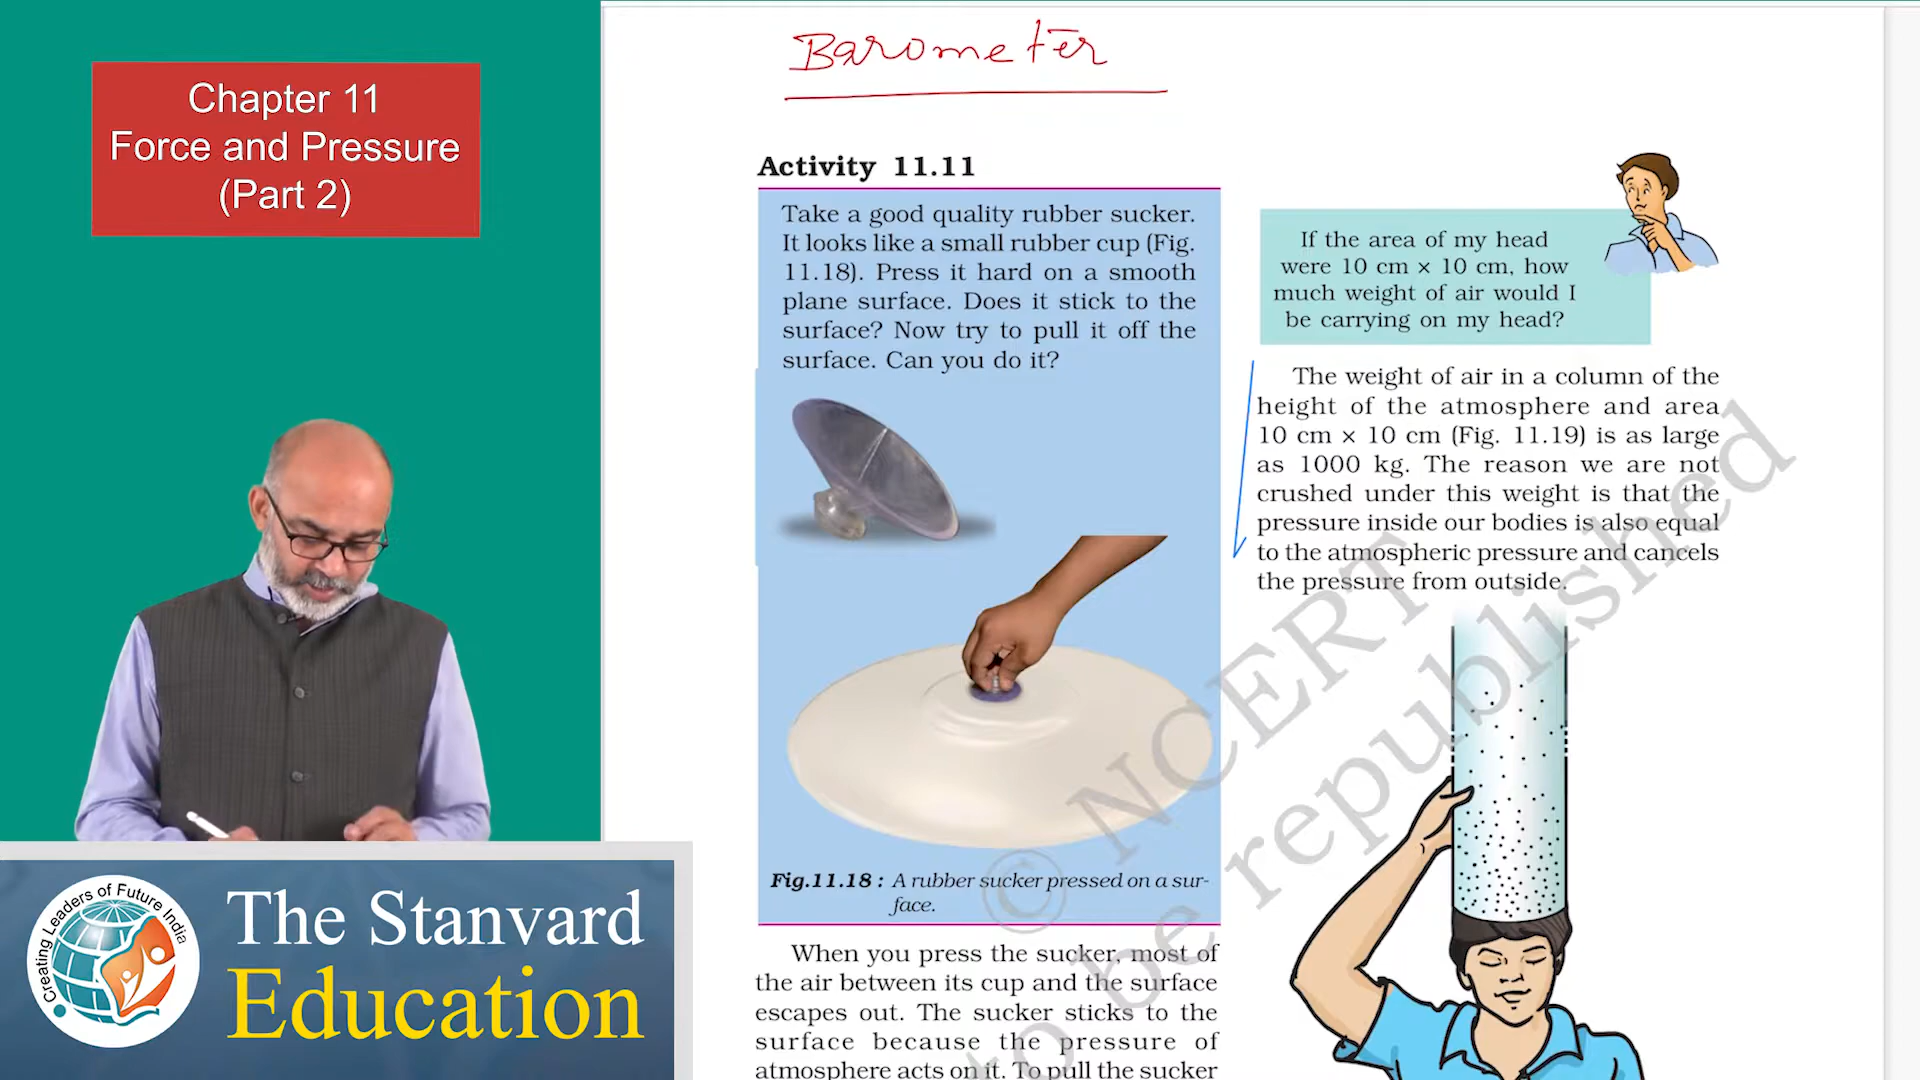 Barometer
Chapter 11
Force and Pressure
(Part 2)
Activity 11.11
Take a good quality rubber sucker.
It looks like a small rubber cup (Fig.
11.18). Press it hard on a smooth
plane surface. Does it stick to the
surface? Now try to pull it off the
surface. Can you do it?
Fig.11.18 : A rubber sucker pressed on a sur-
face.
When you press the sucker, most of
the air between its cup and the surface
escapes out. The sucker sticks to the
surface because the pressure of
atmosphere acts on it. To pull the sucker
If the area of my head
were 10 cm × 10 cm, how
much weight of air would I
be carrying on my head?
The weight of air in a column of the
height of the atmosphere and area
10 cm × 10 cm (Fig. 11.19) is as large
as 1000 kg. The reason we are not
crushed under this weight is that the
pressure inside our bodies is also equal
to the atmospheric pressure and cancels
the pressure from outside.
© NCERT
to be republished
Creating Leaders of Future India
The Stanvard
Education